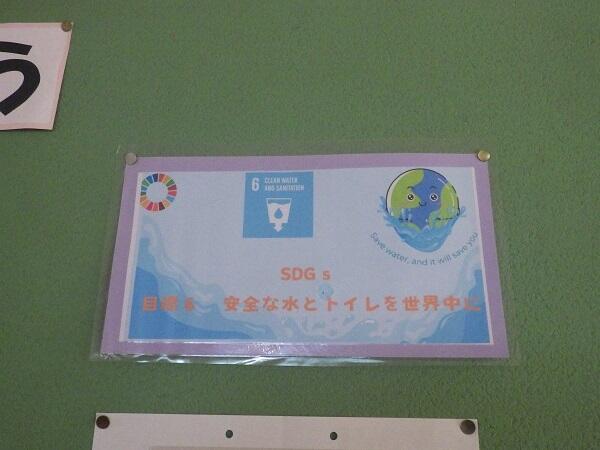 う
6 CLEAN WATER
AND SANITATION
Save water, and it will save you
SDG s
目標6 安全な水とトイレを世界中に